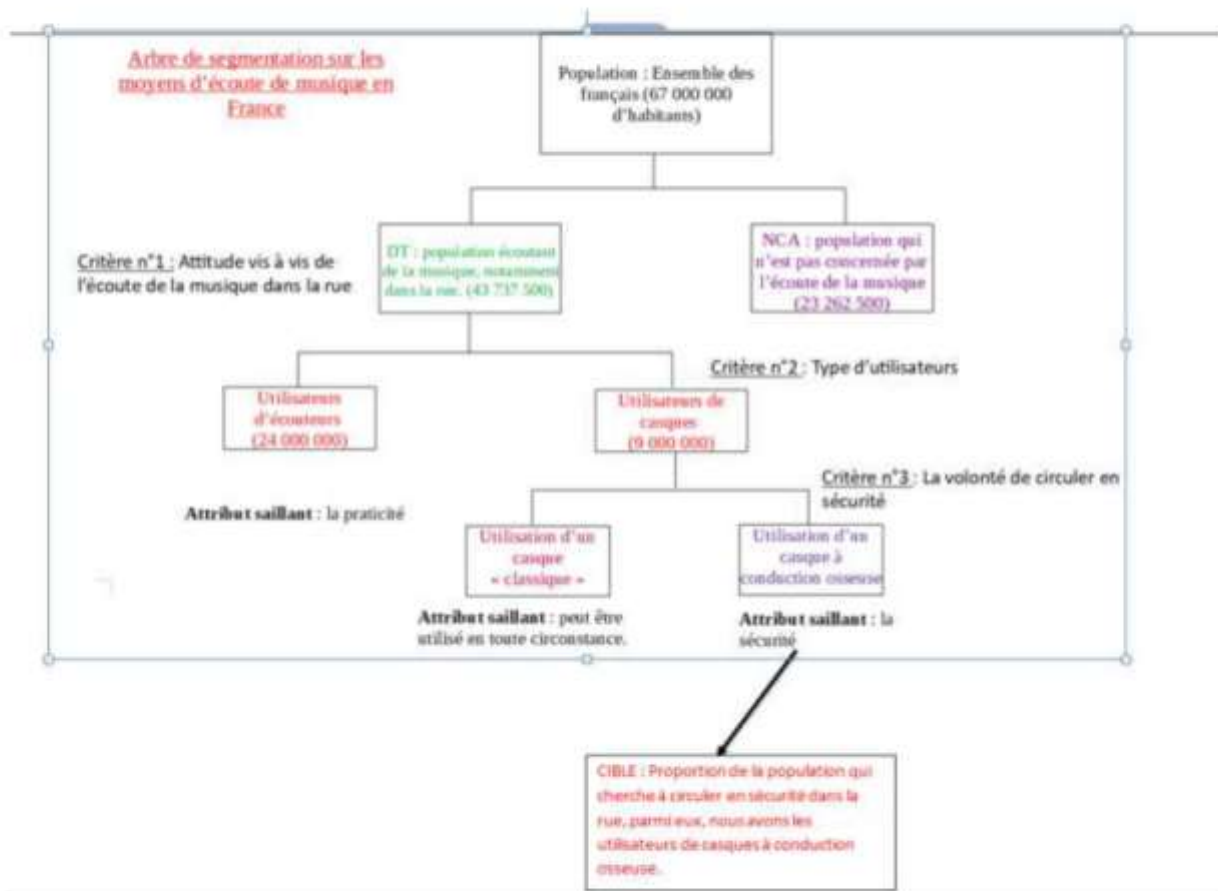 Arbre de segmentation sur les
moyens d'écoute de musique en
France
Population : Ensemble des
français (67 000 000
d'habitants)
Critère n°1 : Attitude vis à vis de
l'écoute de la musique dans la rue
DT : population écoutant
de la musique, notamment
dans la rue. (43 737 500)
NCA : population qui
n'est pas concernée par
l'écoute de la musique
(23 262 500)
Critère n°2 : Type d'utilisateurs
Utilisateurs
d'écouteurs
(24 000 000)
Utilisateurs de
casques
(9 000 000)
Critère n°3 : La volonté de circuler en
sécurité
Attribut saillant : la praticité
Utilisation d'un
casque
« classique »
Utilisation d'un
casque à
conduction osseuse
Attribut saillant : peut être
utilisé en toute circonstance.
Attribut saillant : la
sécurité
CIBLE : Proportion de la population qui
cherche à circuler en sécurité dans la
rue, parmi eux, nous avons les
utilisateurs de casques à conduction
osseuse.